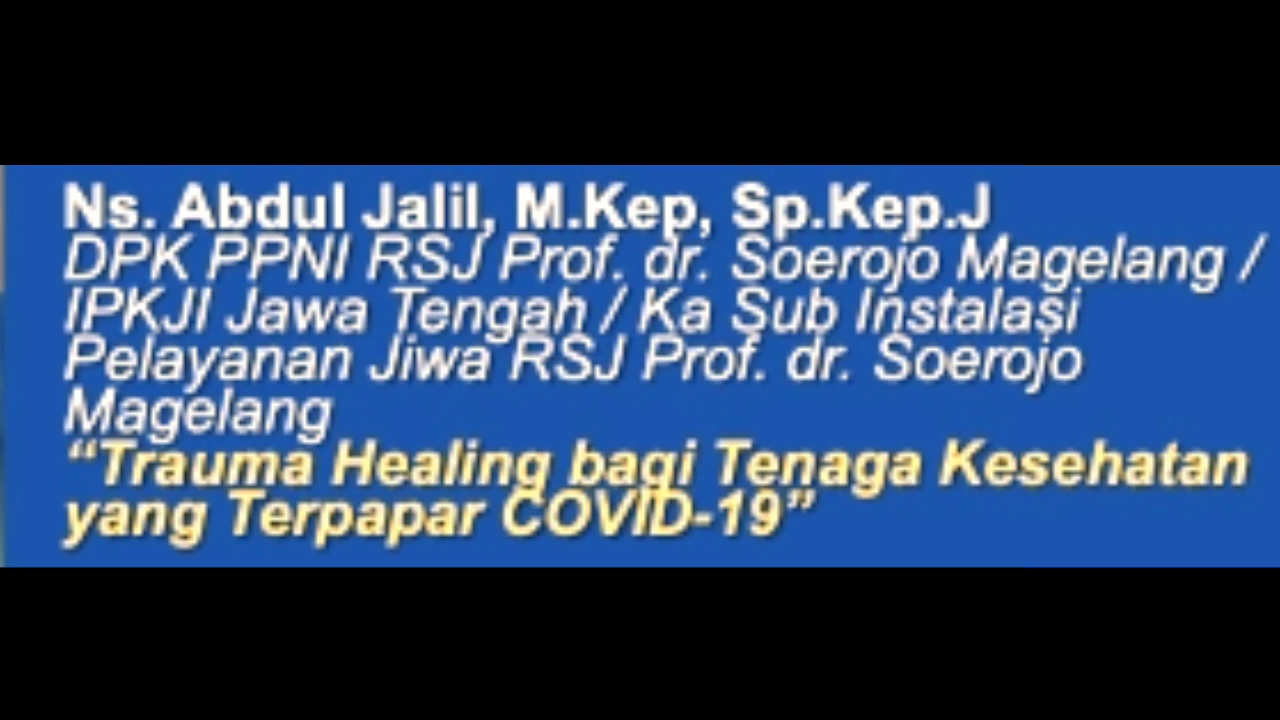 Ns. Abdul Jalil, M.Kep, Sp.Kep.J
DPK PPNI RSJ Prof. dr. Soerojo Magelang /
IPKJI Jawa Tengah / Ka Sub Instalasi
Pelayanan Jiwa RSJ Prof. dr. Soerojo
Magelang
“Trauma Healing bagi Tenaga Kesehatan
yang Terpapar COVID-19”